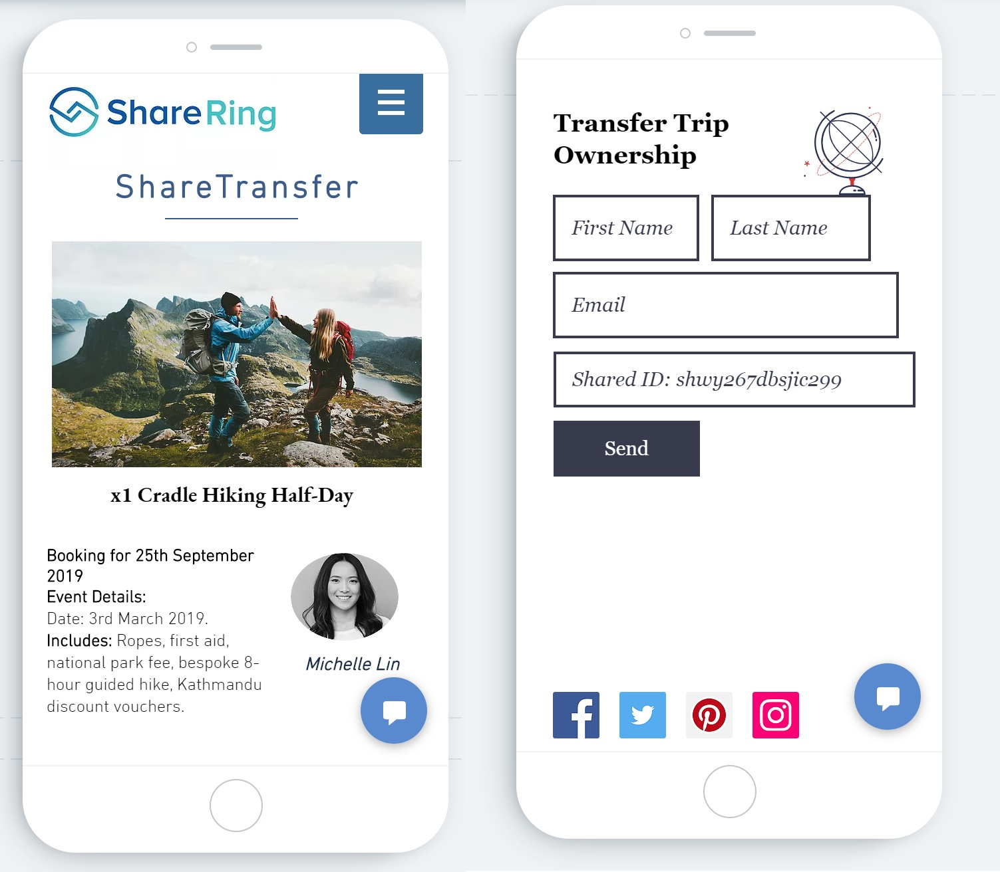 ShareRing
ShareTransfer
x1 Cradle Hiking Half-Day
Booking for 25th September
2019
Event Details:
Date: 3rd March 2019.
Includes: Ropes, first aid,
national park fee, bespoke 8-
hour guided hike, Kathmandu
discount vouchers.
Michelle Lin
Transfer Trip
Ownership
First Name
Last Name
Email
Shared ID: shwy267dbsjic299
Send